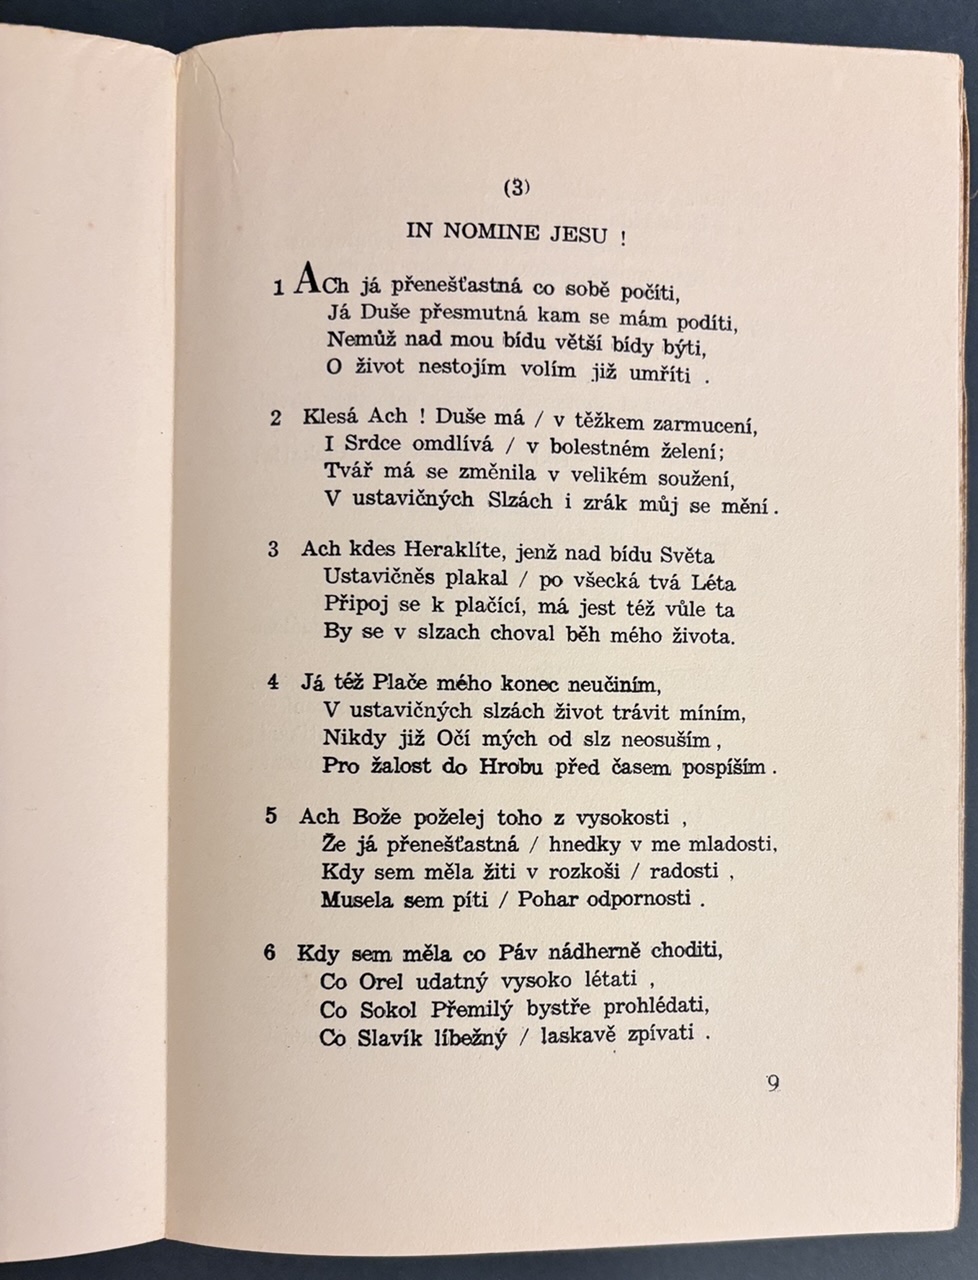 (3)
IN NOMINE JESU !
1 ACh já přenešťastná co sobě počíti,
Já Duše přesmutná kam se mám podíti,
Nemůž nad mou bídu větší bídy býti,
O život nestojím volím již umříti .
2 Klesá Ach ! Duše má / v těžkem zarmucení,
I Srdce omdlívá / v bolestném želení;
Tvář má se změnila v velikém soužení,
V ustavičných Slzách i zrák můj se mění .
3 Ach kdes Heraklíte, jenž nad bídu Světa
Ustavičněs plakal / po všecká tvá Léta
Připoj se k plačící, má jest též vůle ta
By se v slzach choval běh mého života.
4 Já též Plače mého konec neučiním,
V ustavičných slzách život trávit míním,
Nikdy již Očí mých od slz neosuším ,
Pro žalost do Hrobu před časem pospíším .
5 Ach Bože poželej toho z vysokosti ,
Že já přenešťastná / hnedky v me mladosti,
Kdy sem měla žiti v rozkoši / radosti ,
Musela sem píti / Pohar odpornosti .
6 Kdy sem měla co Páv nádherně choditi,
Co Orel udatný vysoko létati ,
Co Sokol Přemilý bystře prohlédati,
Co Slavík líbežný / laskavě zpívati .
9